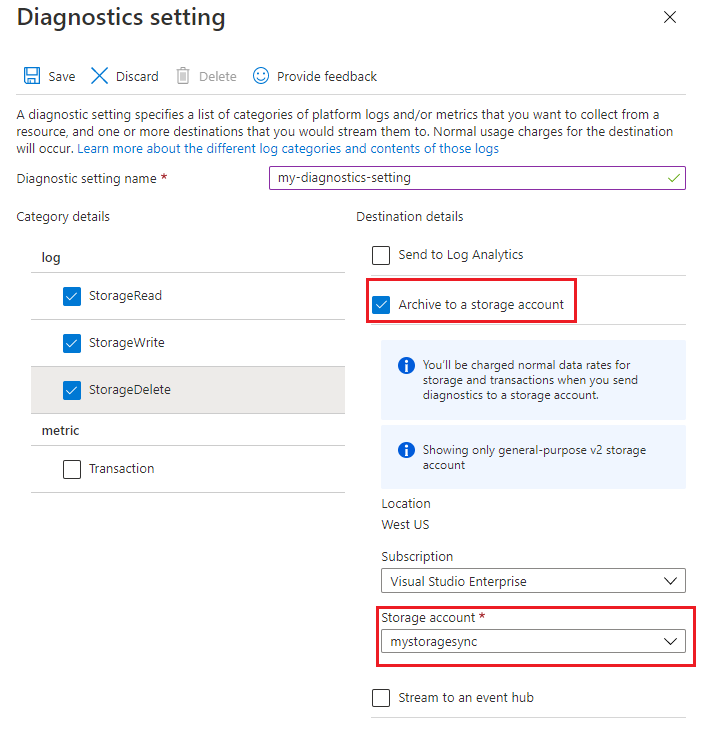 Diagnostics setting
Save Discard Delete Provide feedback
A diagnostic setting specifies a list of categories of platform logs and/or metrics that you want to collect from a
resource, and one or more destinations that you would stream them to. Normal usage charges for the destination
will occur. Learn more about the different log categories and contents of those logs
Diagnostic setting name * my-diagnostics-setting
Category details
log
StorageRead
StorageWrite
StorageDelete
metric
Transaction
Destination details
Send to Log Analytics
Archive to a storage account
You'll be charged normal data rates for
storage and transactions when you send
diagnostics to a storage account.
Showing only general-purpose v2 storage
account
Location
West US
Subscription
Visual Studio Enterprise
Storage account *
mystoragesync
Stream to an event hub